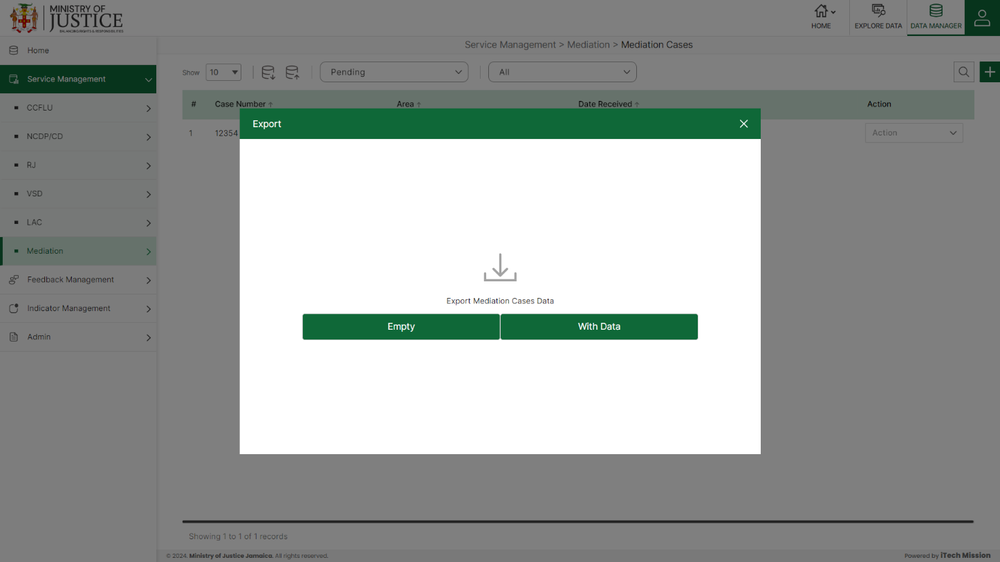 MINISTRY OF
JUSTICE
BALANCING RIGHTS & RESPONSIBILITIES
HOME
EXPLORE DATA
DATA MANAGER
Home
Service Management
CCFLU
NCDP/CD
RJ
VSD
LAC
Mediation
Feedback Management
Indicator Management
Admin
Service Management > Mediation > Mediation Cases
Show 10 Pending All
# Case Number Area Date Received Action
1 12354 Action
Export
Export Mediation Cases Data
Empty With Data
Showing 1 to 1 of 1 records
© 2024. Ministry of Justice Jamaica. All rights reserved. Powered by iTech Mission